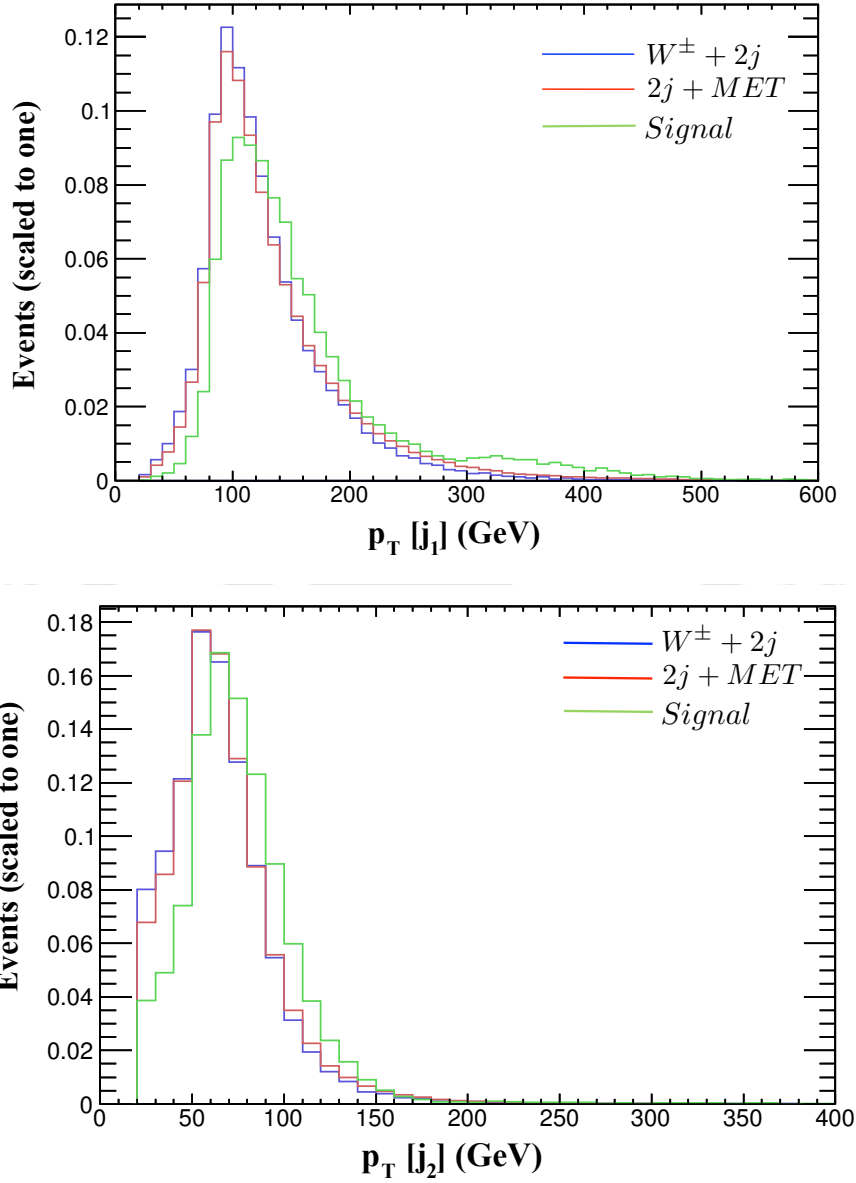 Events (scaled to one)
0.12
0.1
0.08
0.06
0.04
0.02
0
W± + 2j
2j + MET
Signal
0 100 200 300 400 500 600
p_T [j_1] (GeV)
Events (scaled to one)
0.18
0.16
0.14
0.12
0.1
0.08
0.06
0.04
0.02
0
W± + 2j
2j + MET
Signal
0 50 100 150 200 250 300 350 400
p_T [j_2] (GeV)